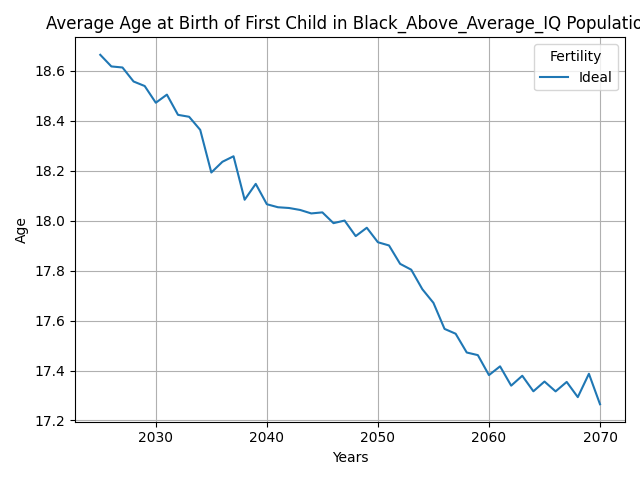 Average Age at Birth of First Child in Black_Above_Average_IQ Populatio
Fertility
Ideal
18.6
18.4
18.2
18.0
17.8
17.6
17.4
17.2
Age
2030 2040 2050 2060 2070
Years